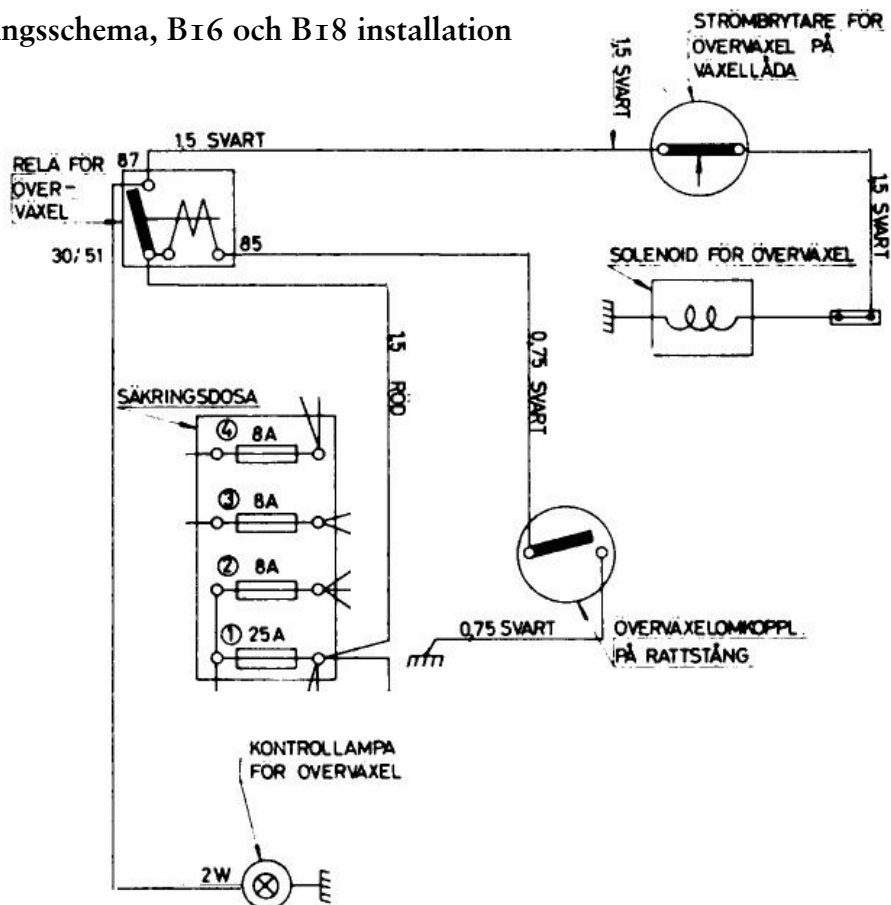 ngsschema, B16 och B18 installation
STRÖMBRYTARE FÖR
ÖVERVÄXEL PÅ
VÄXELLÅDA
1,5 SVART
1,5 SVART
87
RELÄ FÖR
ÖVER-
VÄXEL
30/51
85
1,5 SVART
SOLENOID FÖR ÖVERVÄXEL
1,5 RÖD
0,75 SVART
SÄKRINGSDOSA
4 8A
3 8A
2 8A
1 25A
0,75 SVART
ÖVERVÄXELOMKOPPL.
PÅ RATTSTÅNG
KONTROLLAMPA
FÖR ÖVERVÄXEL
2W